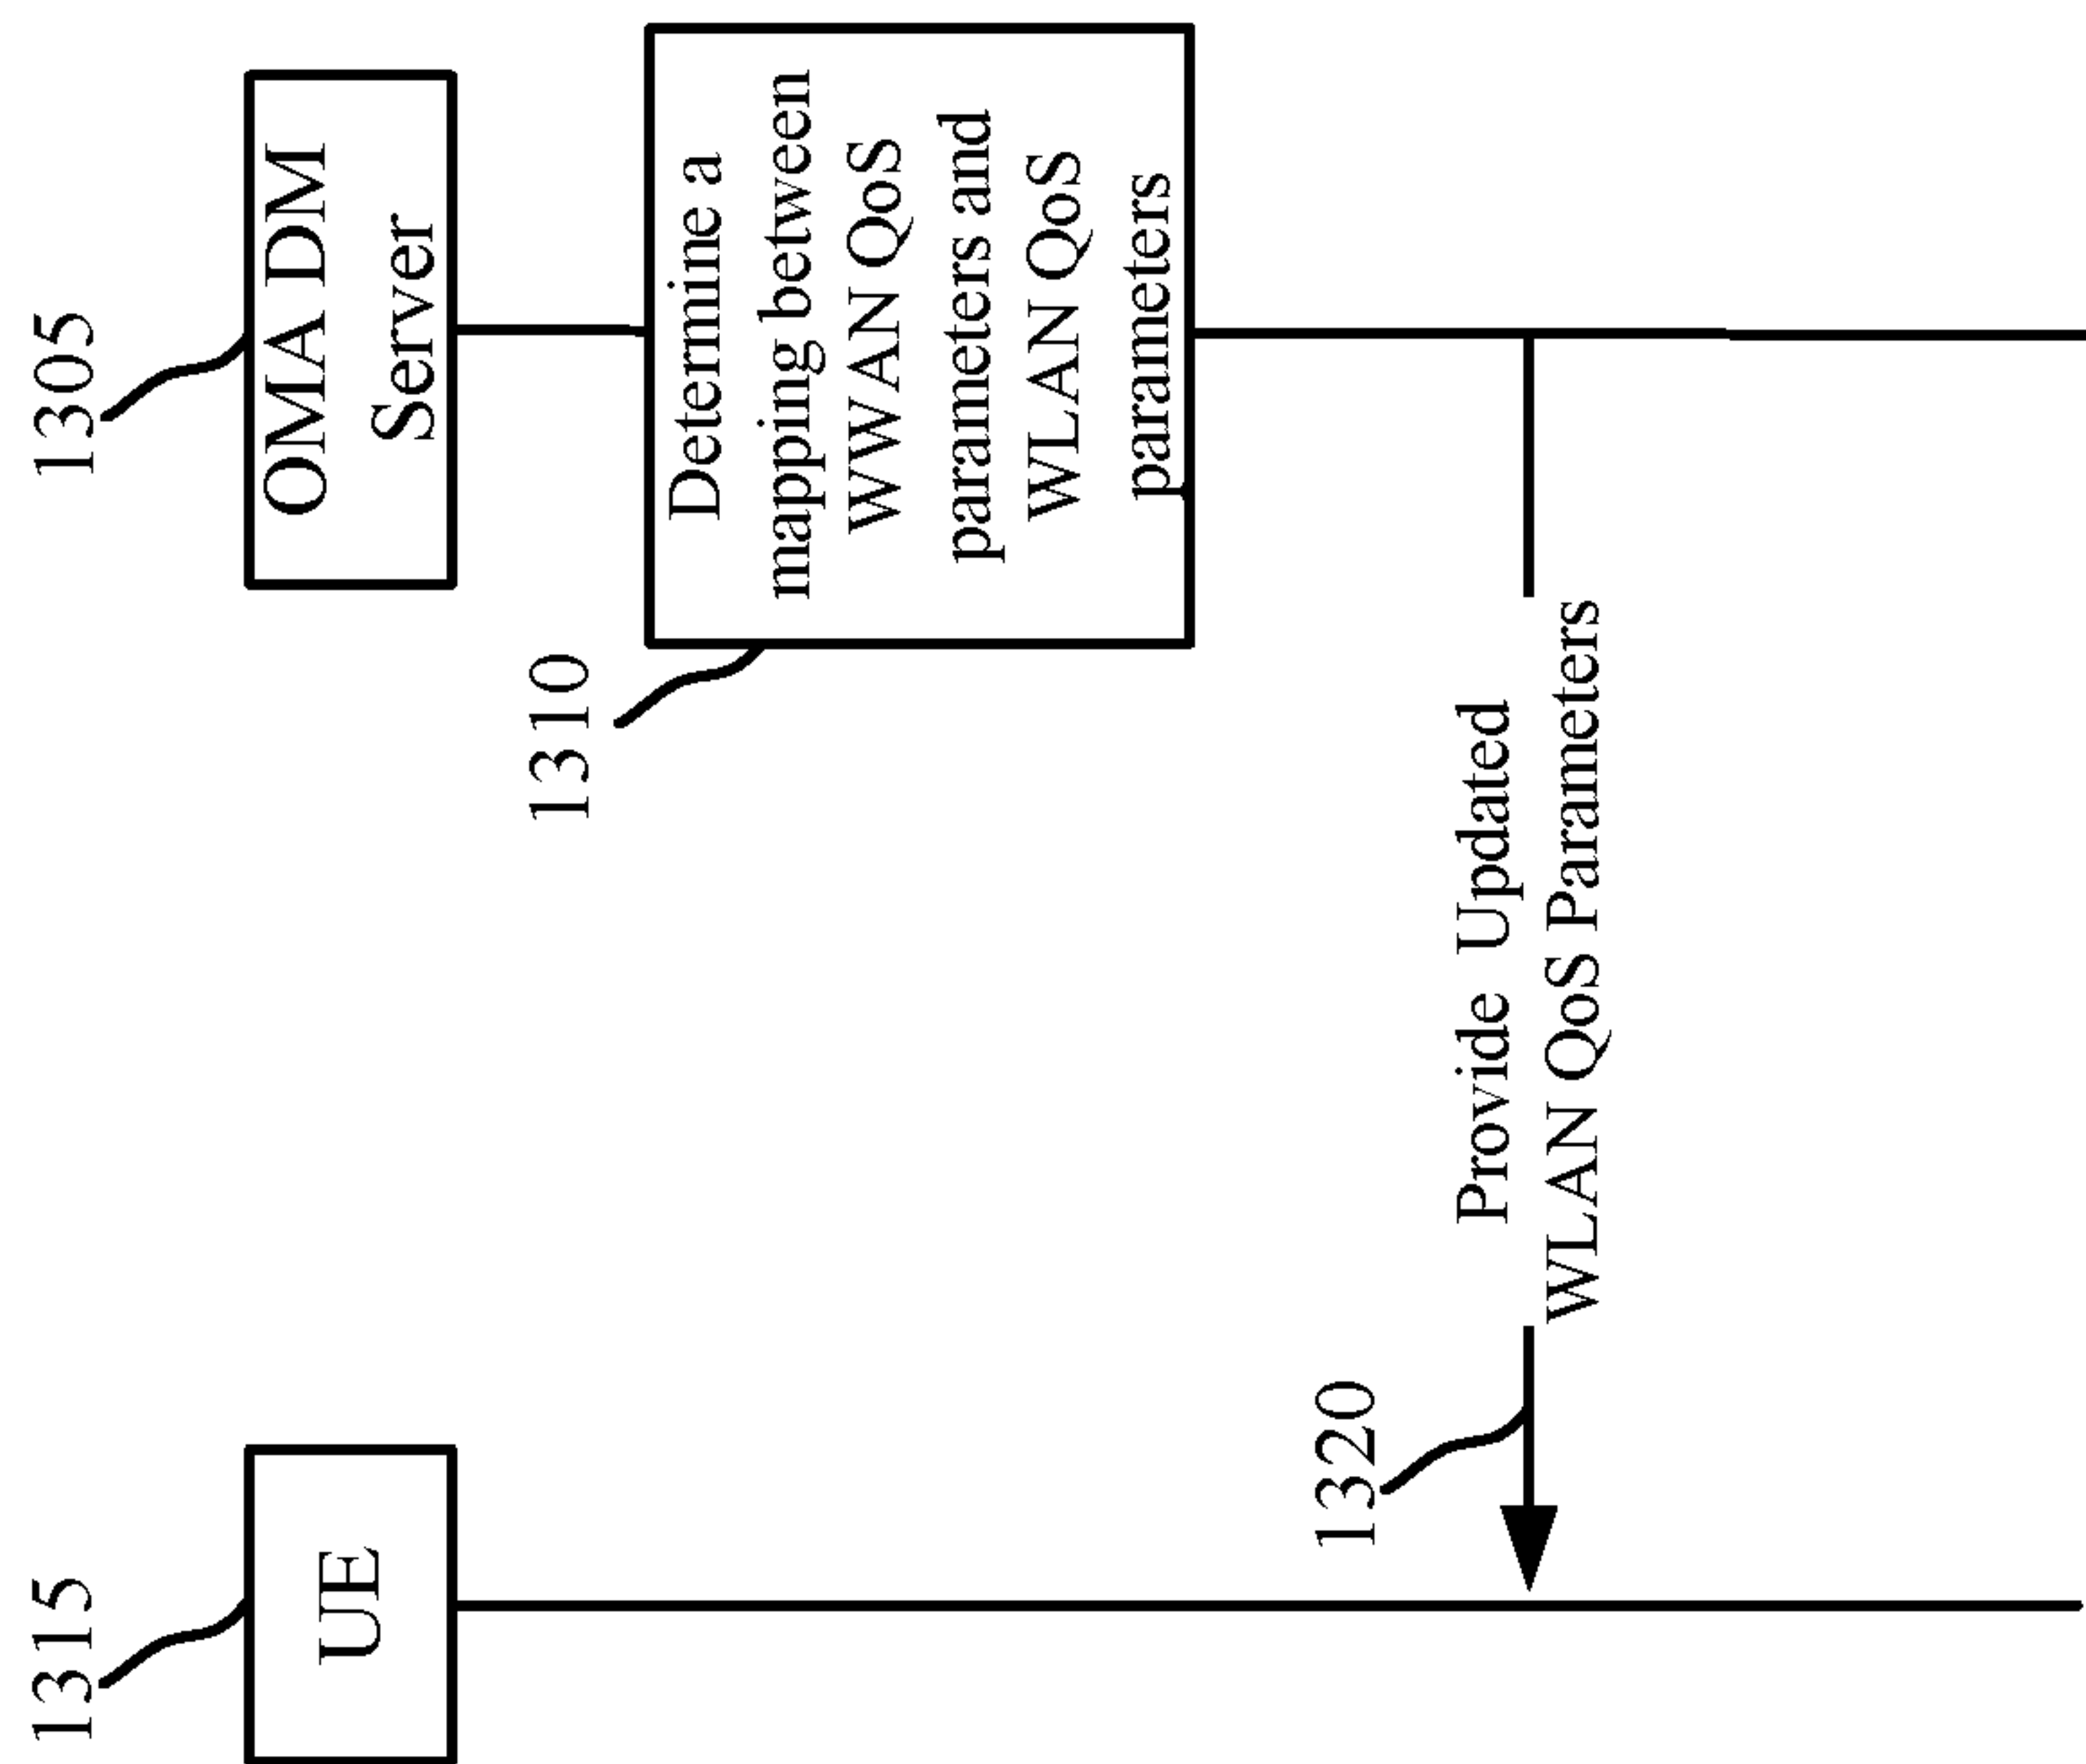 1315
UE
1305
OMA DM
Server
1310
Determine a
mapping between
WWAN QoS
parameters and
WLAN QoS
parameters
1320
Provide Updated
WLAN QoS Parameters